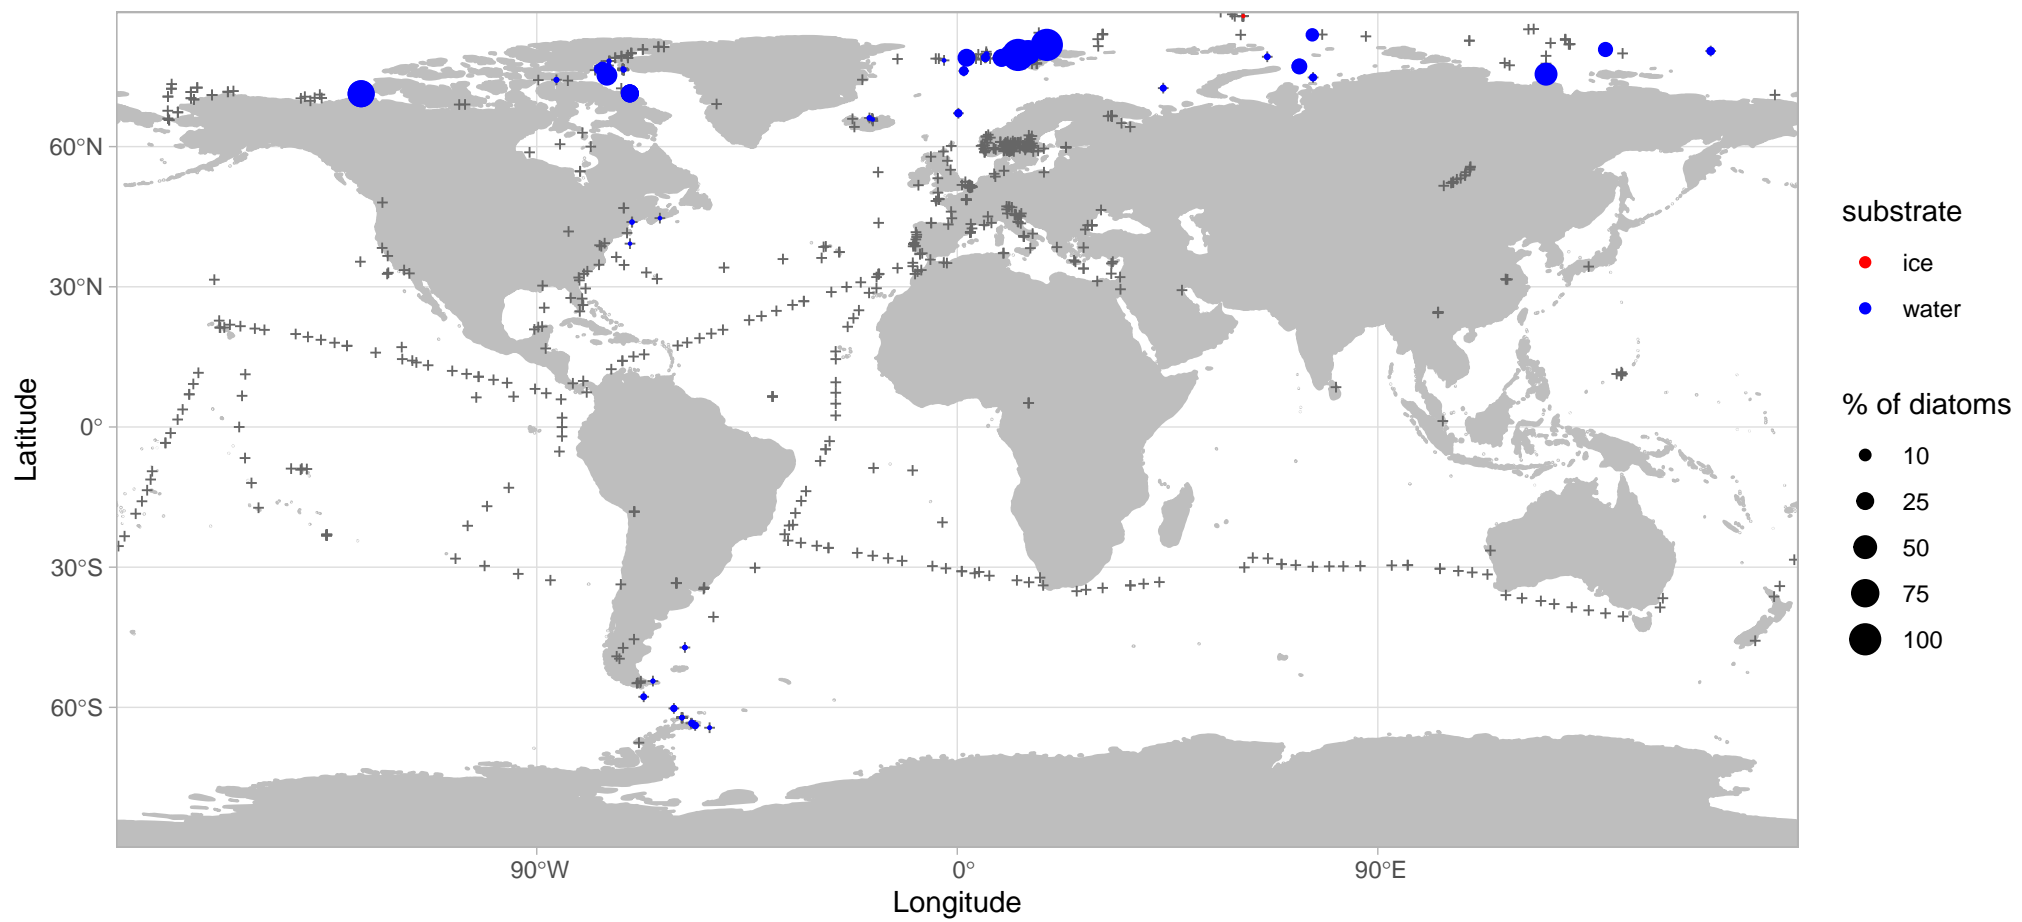 60°N
30°N
0°
30°S
60°S
Latitude
90°W
0°
90°E
Longitude
substrate
ice
water
% of diatoms
10
25
50
75
100